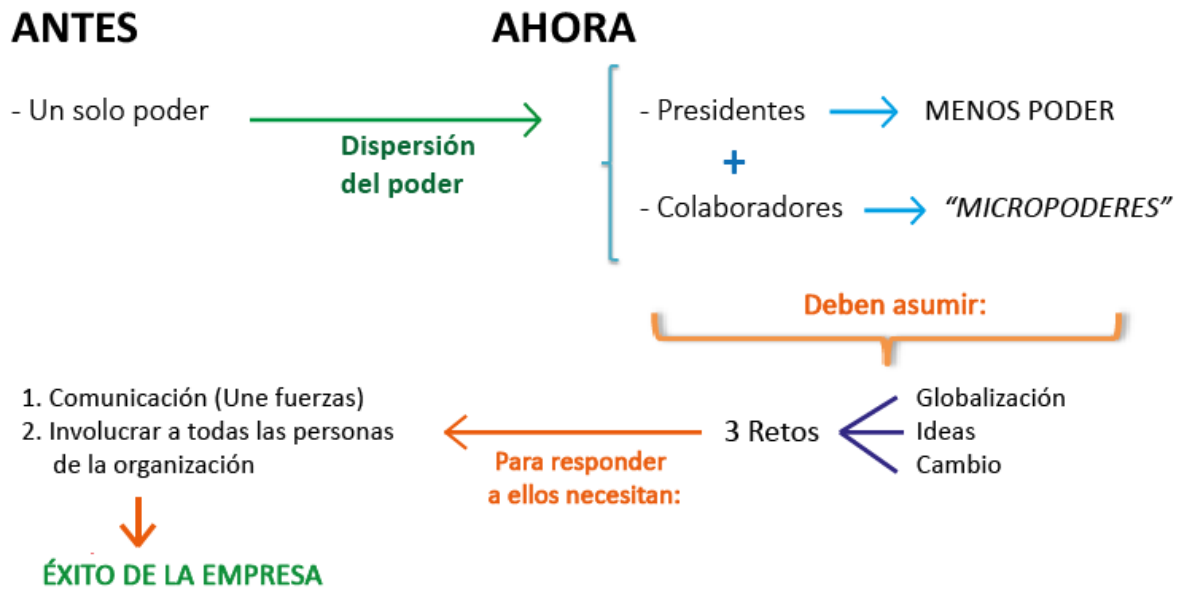 ANTES
AHORA
- Un solo poder
Dispersión
del poder
- Presidentes
MENOS PODER
+
- Colaboradores
“MICROPODERES”
Deben asumir:
Globalización
3 Retos
Ideas
Cambio
Para responder
a ellos necesitan:
1. Comunicación (Une fuerzas)
2. Involucrar a todas las personas
de la organización
ÉXITO DE LA EMPRESA